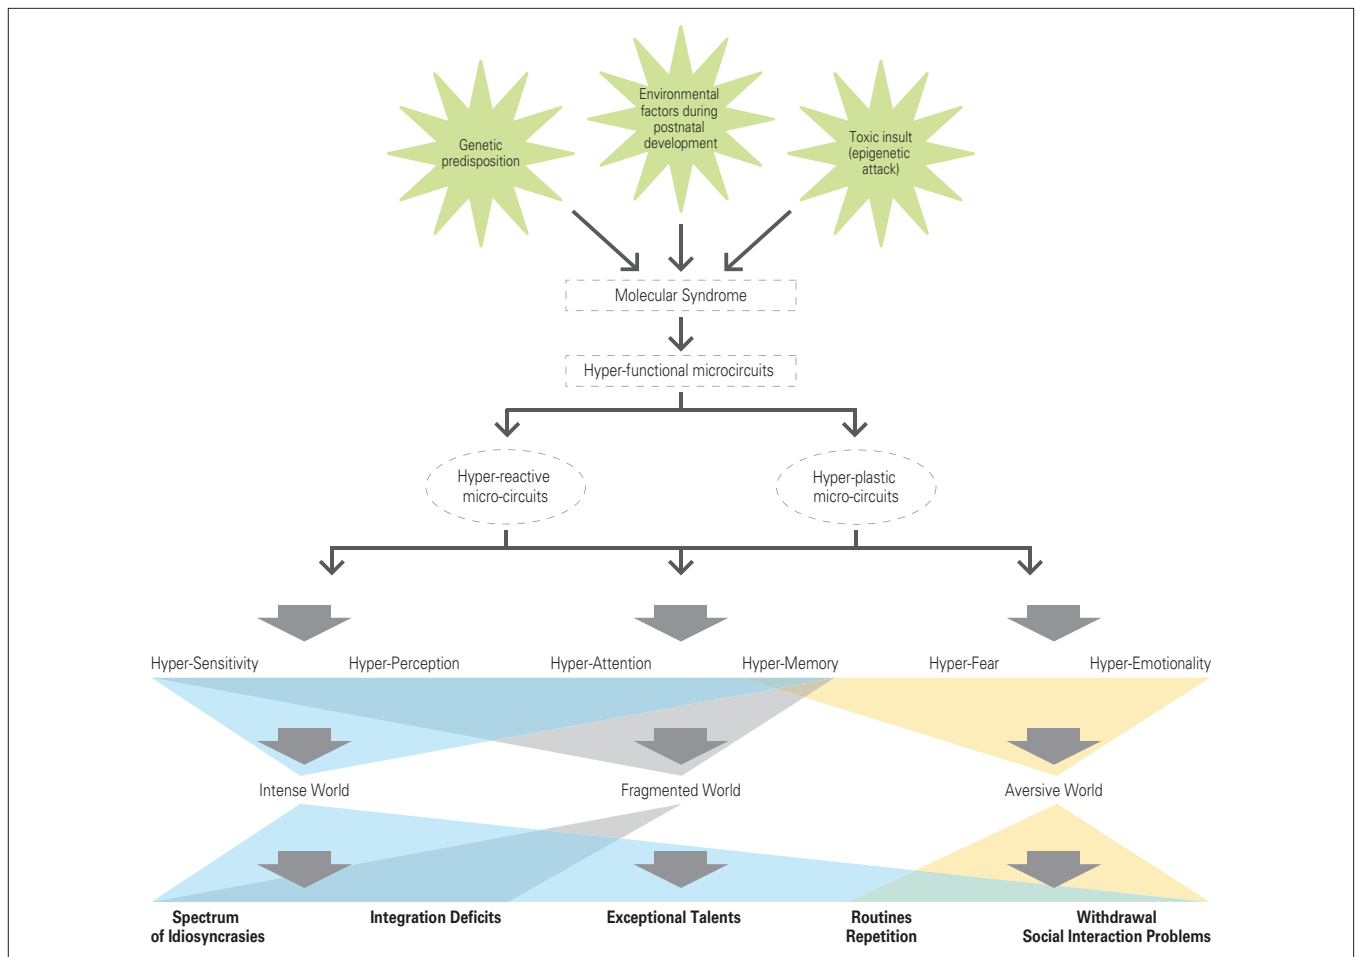 Genetic
predisposition
Environmental
factors during
postnatal
development
Toxic insult
(epigenetic
attack)
Molecular Syndrome
Hyper-functional microcircuits
Hyper-reactive
micro-circuits
Hyper-plastic
micro-circuits
Hyper-Sensitivity
Hyper-Perception
Hyper-Attention
Hyper-Memory
Hyper-Fear
Hyper-Emotionality
Intense World
Fragmented World
Aversive World
Spectrum
of Idiosyncrasies
Integration Deficits
Exceptional Talents
Routines
Repetition
Withdrawal
Social Interaction Problems